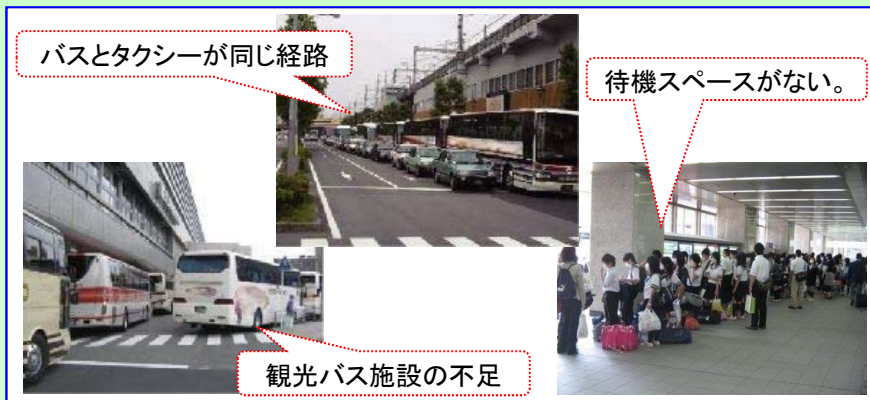 バスとタクシーが同じ経路
待機スペースがない。
観光バス施設の不足